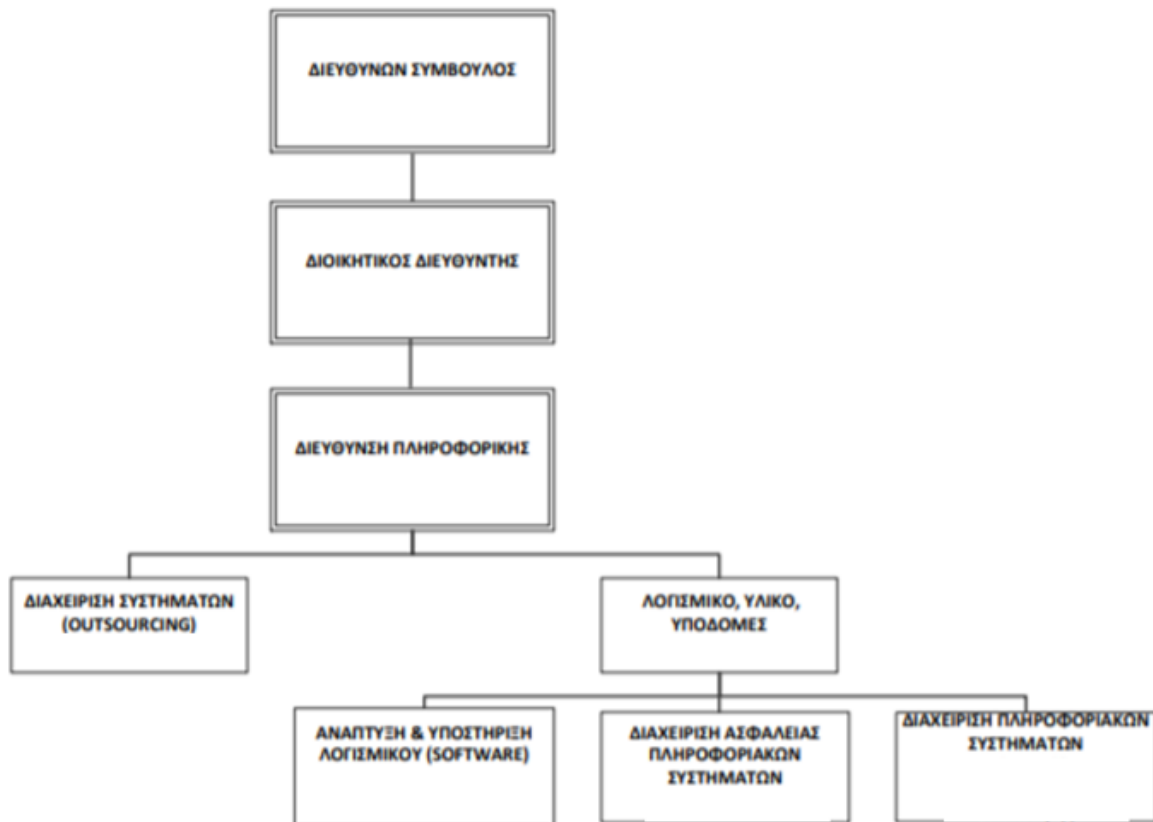 ΔΙΕΥΘΥΝΩΝ ΣΥΜΒΟΥΛΟΣ
ΔΙΟΙΚΗΤΙΚΟΣ ΔΙΕΥΘΥΝΤΗΣ
ΔΙΕΥΘΥΝΣΗ ΠΛΗΡΟΦΟΡΙΚΗΣ
ΔΙΑΧΕΙΡΙΣΗ ΣΥΣΤΗΜΑΤΩΝ
(OUTSOURCING)
ΛΟΓΙΣΜΙΚΟ, ΥΛΙΚΟ,
ΥΠΟΔΟΜΕΣ
ΑΝΑΠΤΥΞΗ & ΥΠΟΣΤΗΡΙΞΗ
ΛΟΓΙΣΜΙΚΟΥ (SOFTWARE)
ΔΙΑΧΕΙΡΙΣΗ ΑΣΦΑΛΕΙΑΣ
ΠΛΗΡΟΦΟΡΙΑΚΩΝ
ΣΥΣΤΗΜΑΤΩΝ
ΔΙΑΧΕΙΡΙΣΗ ΠΛΗΡΟΦΟΡΙΑΚΩΝ
ΣΥΣΤΗΜΑΤΩΝ